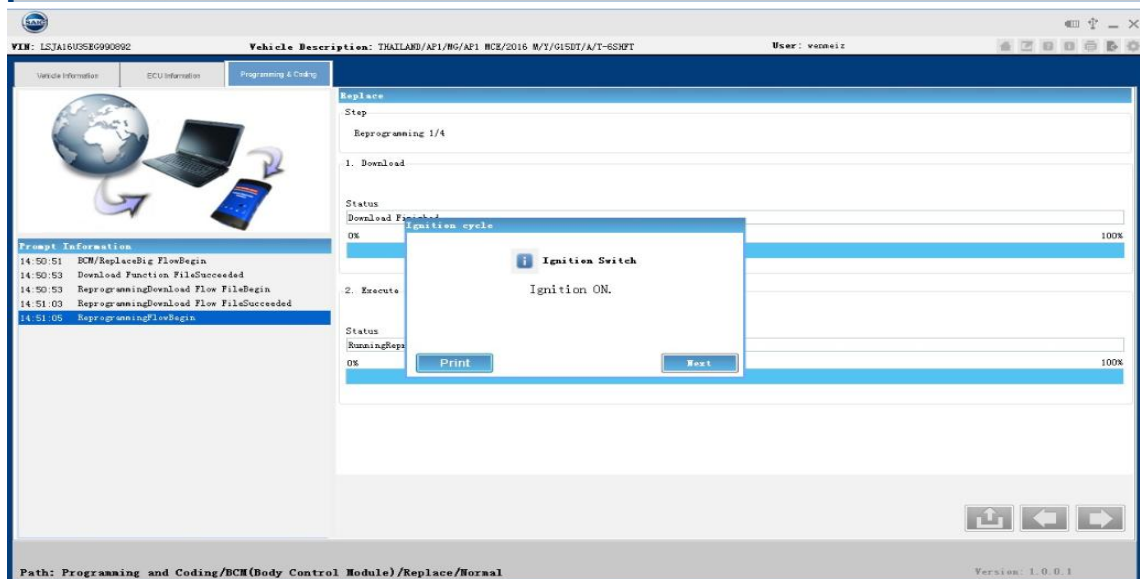 SAIC
VIN: LSJA16U35EG990892 Vehicle Description: THAILAND/AP1/MG/AP1 MCE/2016 M/Y/G15DT/A/T-6SHFT User: wenmeiz
Vehicle Information ECU Information Programming & Coding
Replace
Step
Reprogramming 1/4
1. Download
Status
Download Finished
0% 100%
Ignition cycle
Ignition Switch
Ignition ON.
Print Next
2. Execute
Status
RunningRepr
0% 100%
Prompt Information
14:50:51 BCM/ReplaceBig FlowBegin
14:50:53 Download Function FileSucceeded
14:50:53 ReprogrammingDownload Flow FileBegin
14:51:03 ReprogrammingDownload Flow FileSucceeded
14:51:05 ReprogrammingFlowBegin
Path: Programming and Coding/BCM(Body Control Module)/Replace/Normal Version: 1.0.0.1